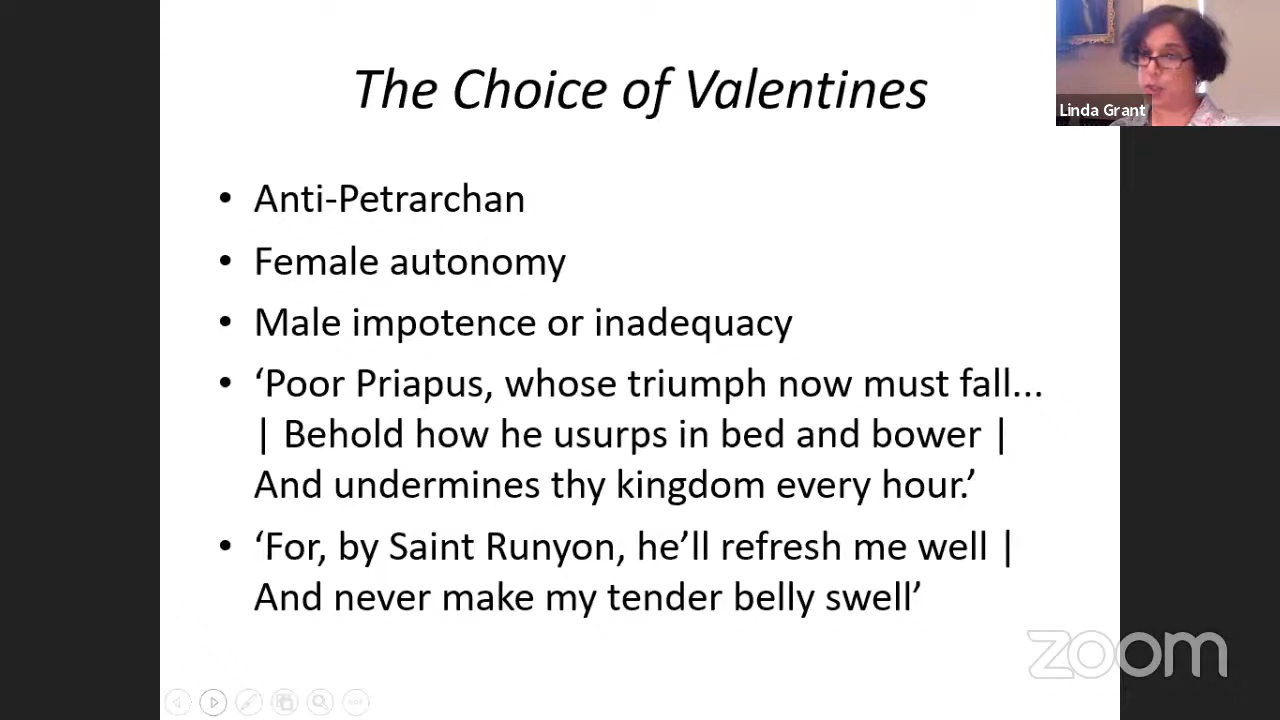 The Choice of Valentines
Linda Grant
• Anti-Petrarchan
• Female autonomy
• Male impotence or inadequacy
• ‘Poor Priapus, whose triumph now must fall...
| Behold how he usurps in bed and bower |
And undermines thy kingdom every hour.’
• ‘For, by Saint Runyon, he’ll refresh me well |
And never make my tender belly swell’
zoom